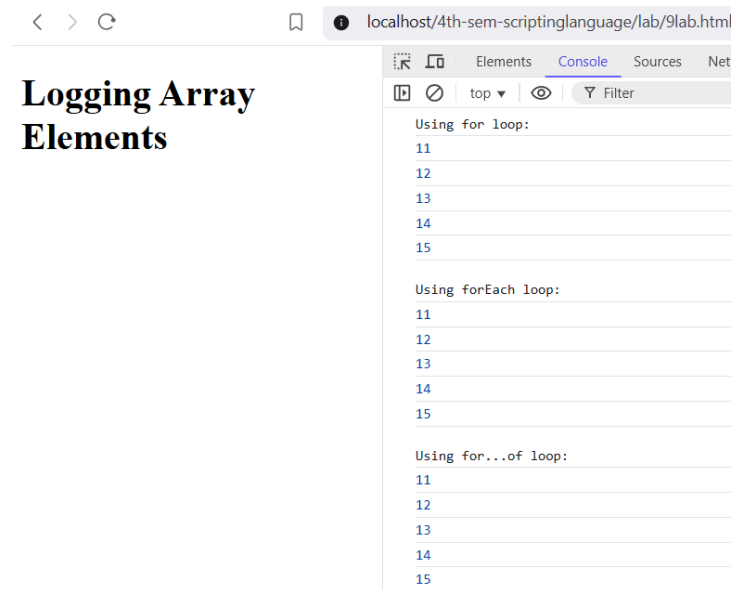 localhost/4th-sem-scriptinglanguage/lab/9lab.html
Elements Console Sources Net
top ▼ Filter
Logging Array
Elements
Using for loop:
11
12
13
14
15
Using forEach loop:
11
12
13
14
15
Using for...of loop:
11
12
13
14
15